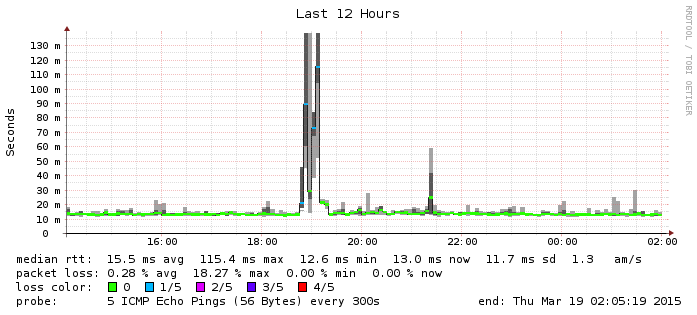 Last 12 Hours
RRDTOOL / TOBI OETIKER
Seconds
130 m
120 m
110 m
100 m
90 m
80 m
70 m
60 m
50 m
40 m
30 m
20 m
10 m
0
16:00 18:00 20:00 22:00 00:00 02:00
median rtt: 15.5 ms avg 115.4 ms max 12.6 ms min 13.0 ms now 11.7 ms sd 1.3 am/s
packet loss: 0.28 % avg 18.27 % max 0.00 % min 0.00 % now
loss color: 0 1/5 2/5 3/5 4/5
probe: 5 ICMP Echo Pings (56 Bytes) every 300s end: Thu Mar 19 02:05:19 2015